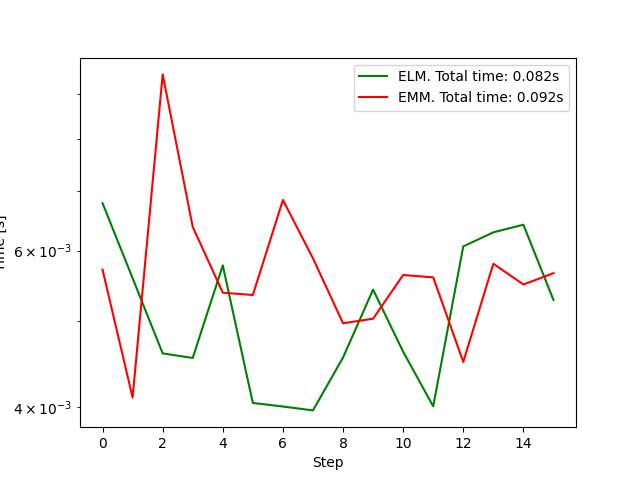 ELM. Total time: 0.082s
EMM. Total time: 0.092s
Time [s]
6 × 10⁻³
4 × 10⁻³
0 2 4 6 8 10 12 14
Step